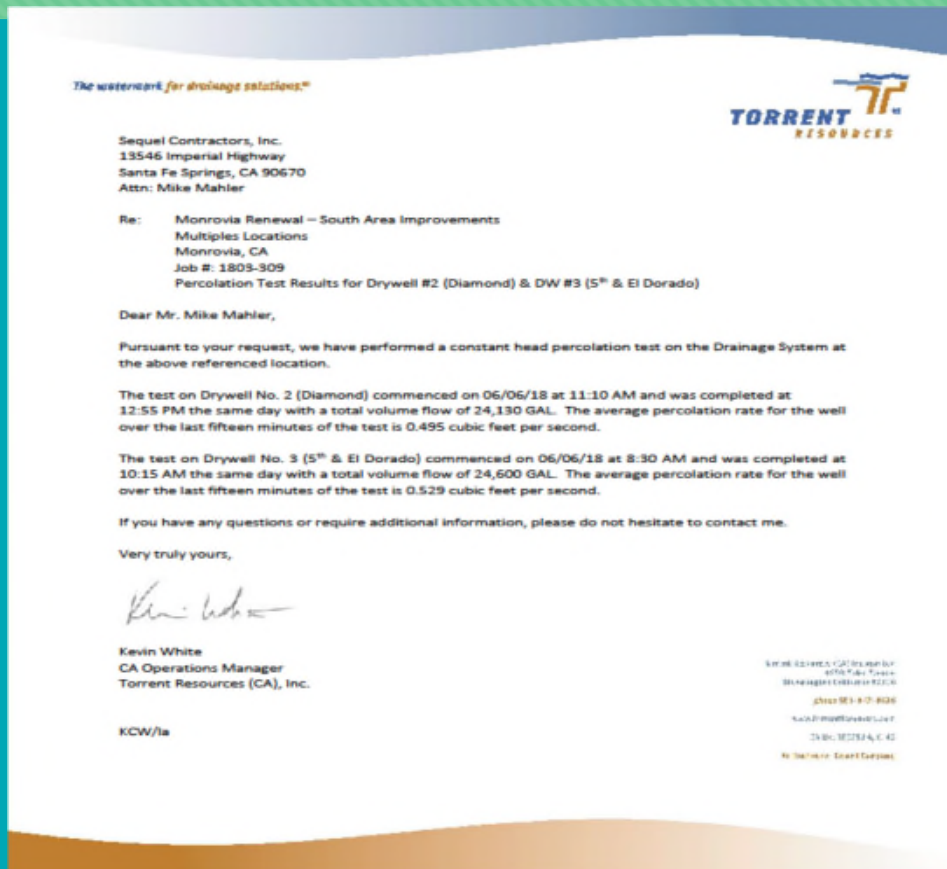 The watermark for drainage solutions.℠
TORRENT
RESOURCES
Sequel Contractors, Inc.
13546 Imperial Highway
Santa Fe Springs, CA 90670
Attn: Mike Mahler
Re: Monrovia Renewal – South Area Improvements
Multiples Locations
Monrovia, CA
Job #: 1803-309
Percolation Test Results for Drywell #2 (Diamond) & DW #3 (5th & El Dorado)
Dear Mr. Mike Mahler,
Pursuant to your request, we have performed a constant head percolation test on the Drainage System at
the above referenced location.
The test on Drywell No. 2 (Diamond) commenced on 06/06/18 at 11:10 AM and was completed at
12:55 PM the same day with a total volume flow of 24,130 GAL. The average percolation rate for the well
over the last fifteen minutes of the test is 0.495 cubic feet per second.
The test on Drywell No. 3 (5th & El Dorado) commenced on 06/06/18 at 8:30 AM and was completed at
10:15 AM the same day with a total volume flow of 24,600 GAL. The average percolation rate for the well
over the last fifteen minutes of the test is 0.529 cubic feet per second.
If you have any questions or require additional information, please do not hesitate to contact me.
Very truly yours,
Kevin White
CA Operations Manager
Torrent Resources (CA), Inc.
KCW/la
phone